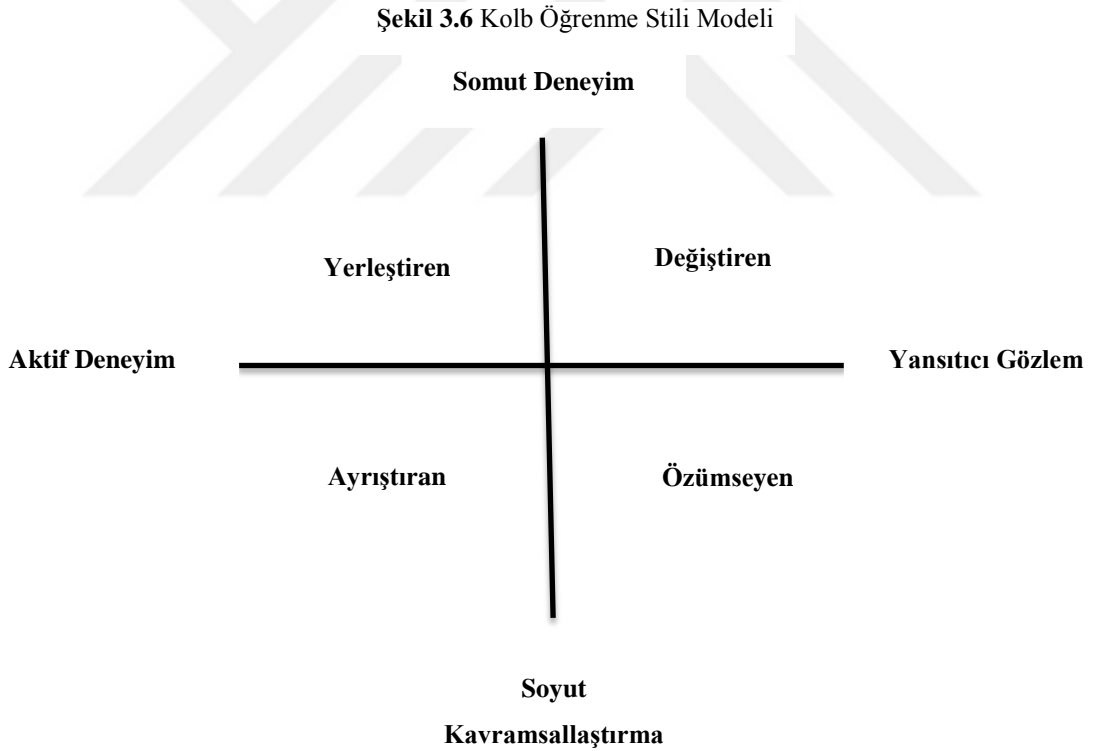 Şekil 3.6 Kolb Öğrenme Stili Modeli
Somut Deneyim
Yerleştiren
Değiştiren
Aktif Deneyim
Yansıtıcı Gözlem
Ayrıştıran
Özümseyen
Soyut
Kavramsallaştırma